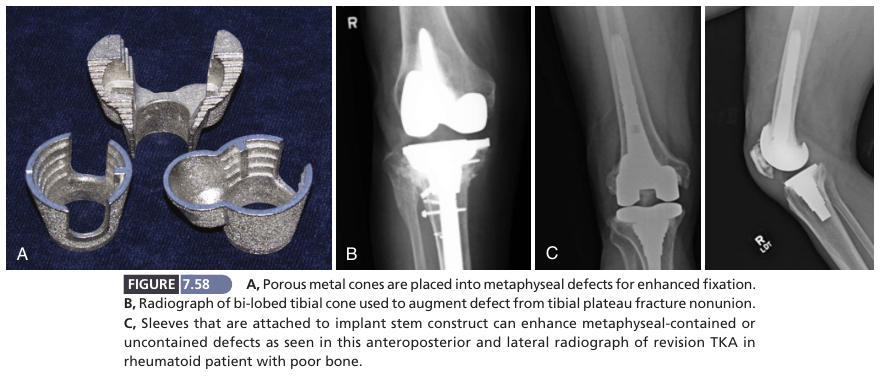 R
A
B
C
R
LDT
FIGURE 7.58 A, Porous metal cones are placed into metaphyseal defects for enhanced fixation.
B, Radiograph of bi-lobed tibial cone used to augment defect from tibial plateau fracture nonunion.
C, Sleeves that are attached to implant stem construct can enhance metaphyseal-contained or
uncontained defects as seen in this anteroposterior and lateral radiograph of revision TKA in
rheumatoid patient with poor bone.